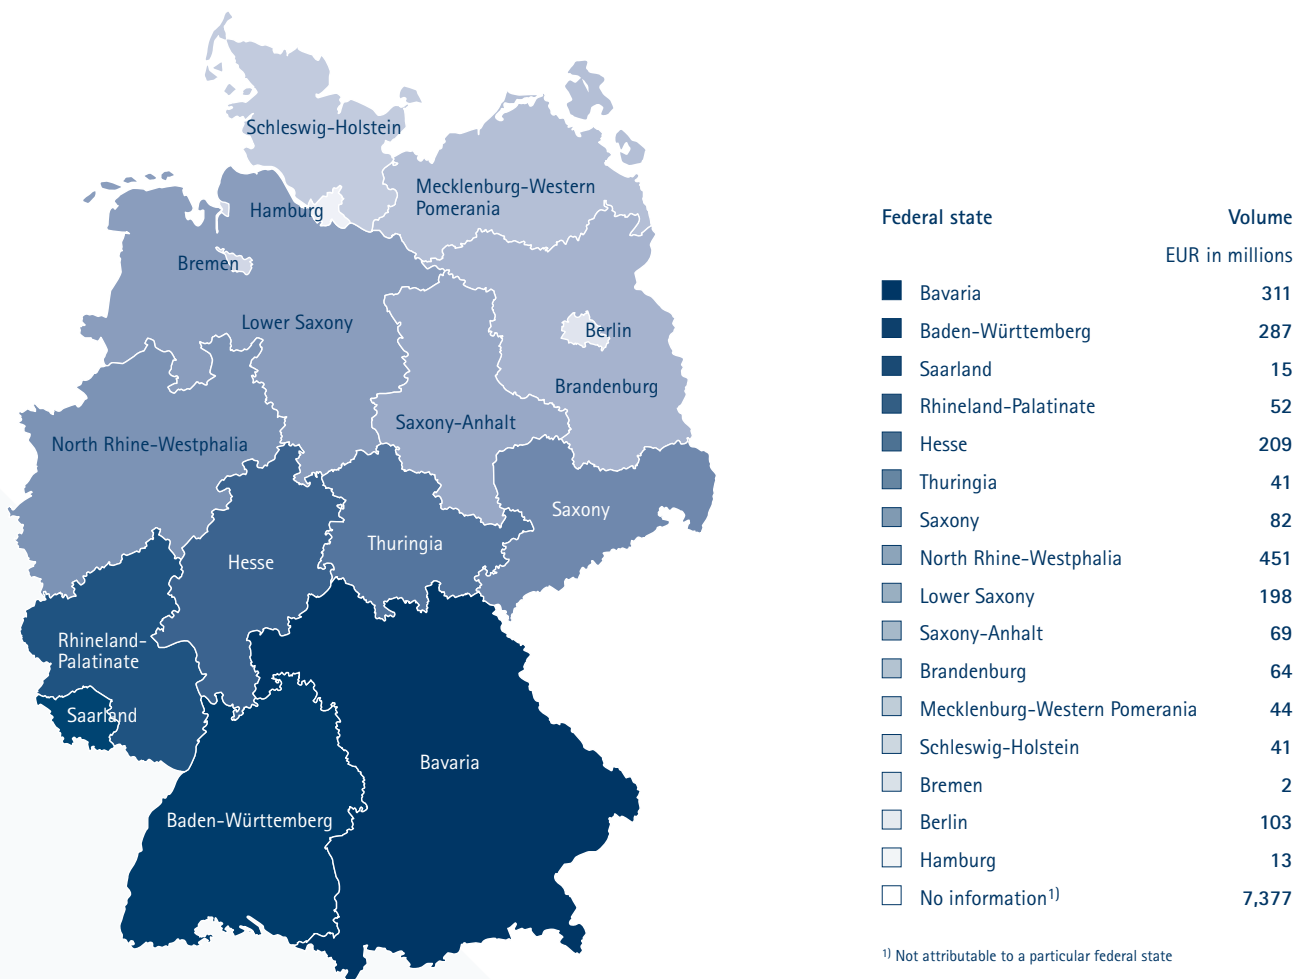 Schleswig-Holstein
Mecklenburg-Western
Pomerania
Hamburg
Bremen
Lower Saxony
Berlin
Brandenburg
Saxony-Anhalt
North Rhine-Westphalia
Saxony
Thuringia
Hesse
Rhineland-
Palatinate
Saarland
Bavaria
Baden-Württemberg
Federal state Volume
EUR in millions
Bavaria 311
Baden-Württemberg 287
Saarland 15
Rhineland-Palatinate 52
Hesse 209
Thuringia 41
Saxony 82
North Rhine-Westphalia 451
Lower Saxony 198
Saxony-Anhalt 69
Brandenburg 64
Mecklenburg-Western Pomerania 44
Schleswig-Holstein 41
Bremen 2
Berlin 103
Hamburg 13
No information1) 7,377
1) Not attributable to a particular federal state